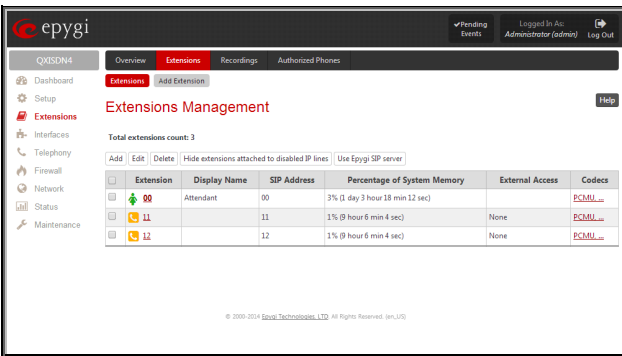 epygi
Pending Events
Logged In As:
Administrator (admin)
Log Out
QXISDN4
Overview Extensions Recordings Authorized Phones
Dashboard
Setup
Extensions
Interfaces
Telephony
Firewall
Network
Status
Maintenance
Extensions Add Extension
Extensions Management
Help
Total extensions count: 3
Add Edit Delete Hide extensions attached to disabled IP lines Use Epygi SIP server
Extension Display Name SIP Address Percentage of System Memory External Access Codecs
00 Attendant 00 3% (1 day 3 hour 18 min 12 sec) PCMU, ...
11 11 1% (9 hour 6 min 4 sec) None PCMU, ...
12 12 1% (9 hour 6 min 4 sec) None PCMU, ...
© 2000-2014 Epygi Technologies, LTD. All Rights Reserved. (en_US)